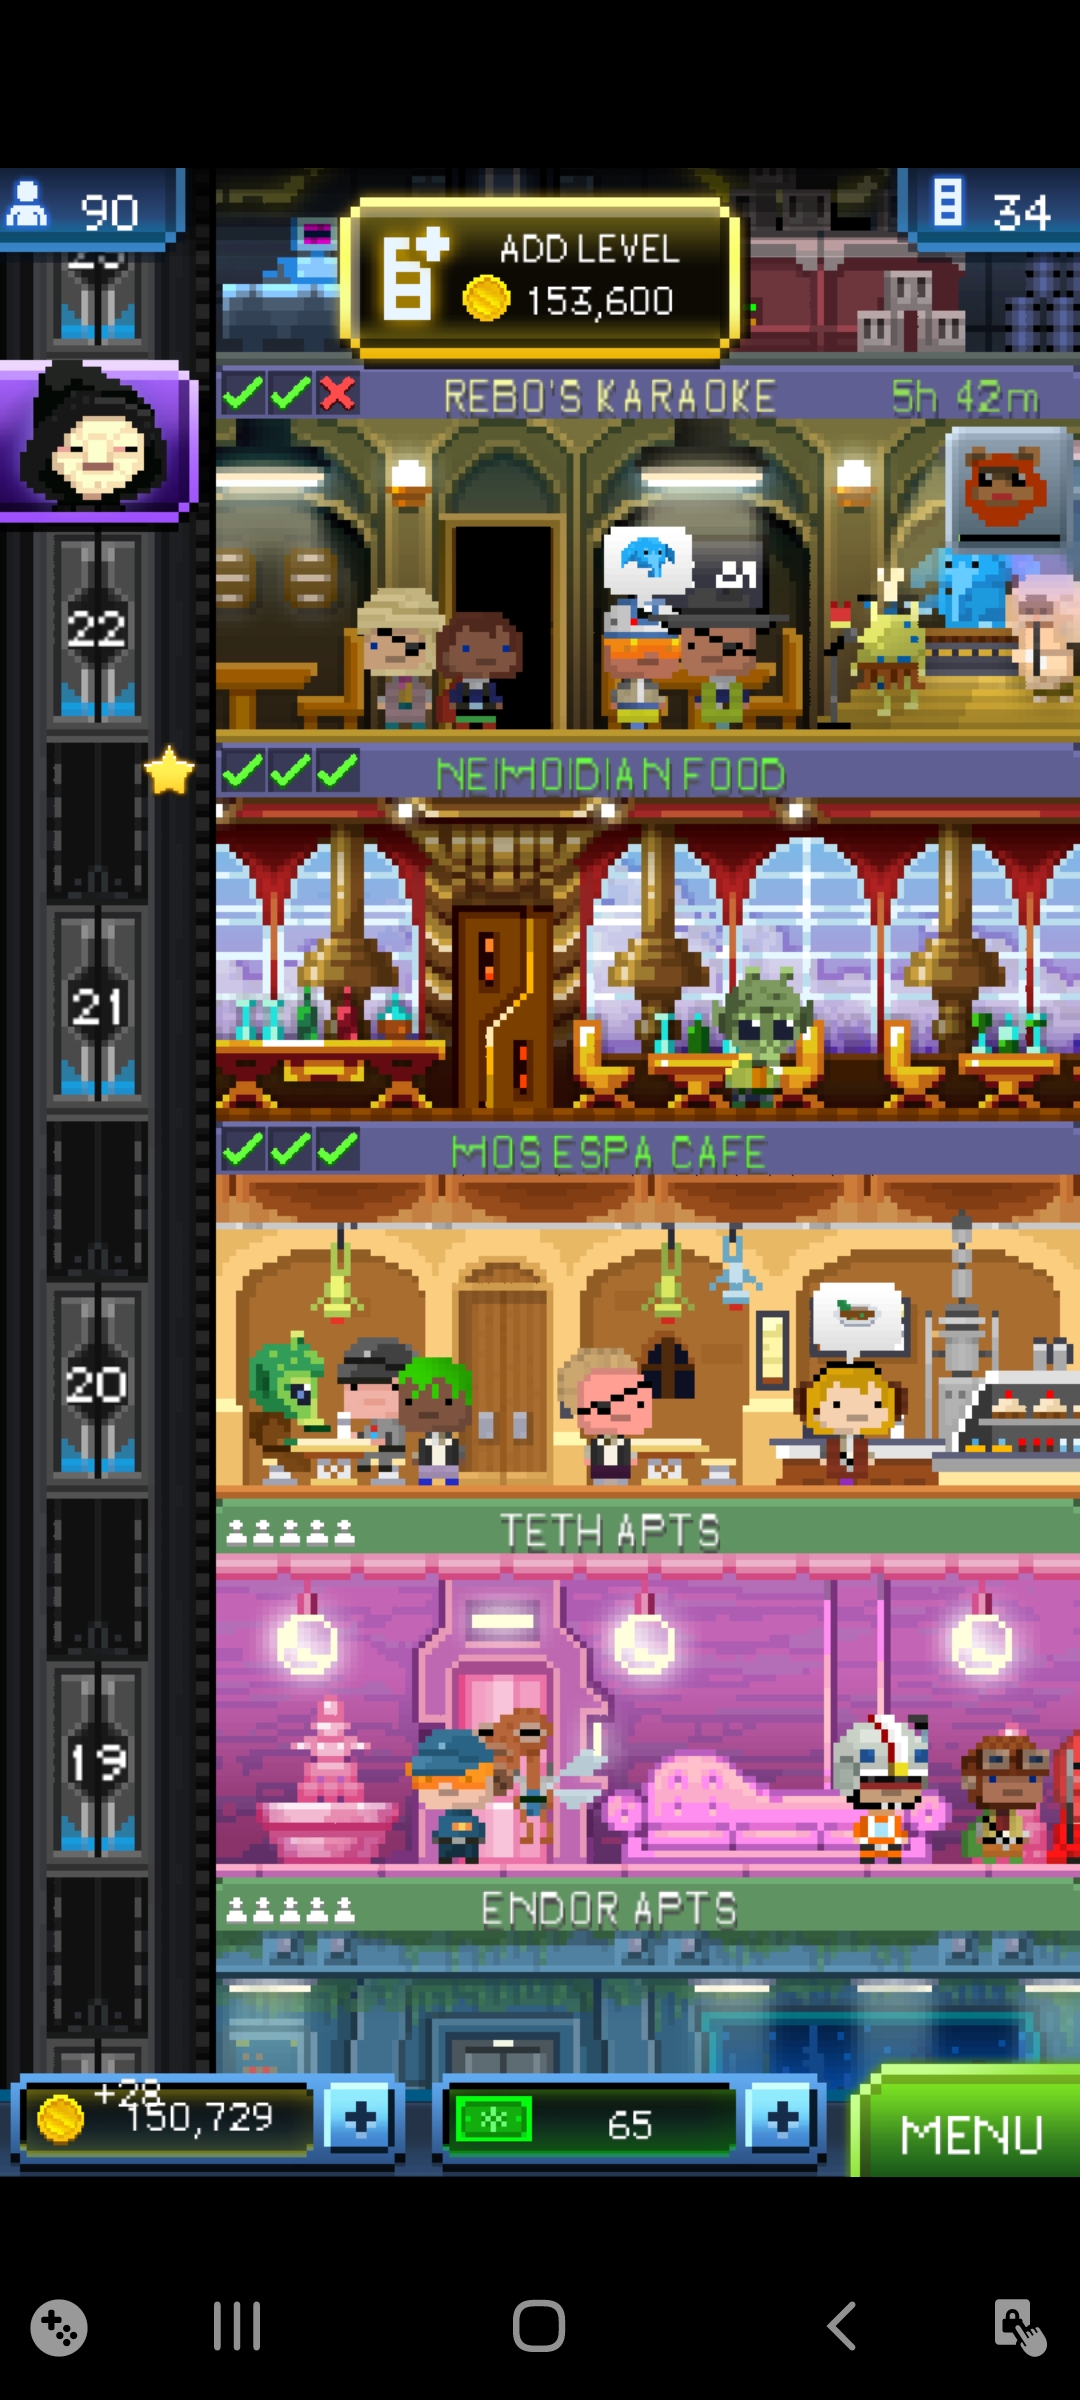 90
ADD LEVEL
153,600
34
REBO'S KARAOKE
5h 42m
22
NEIMOIDIAN FOOD
21
MOS ESPA CAFE
20
TETH APTS
19
ENDOR APTS
+28
150,729
65
MENU